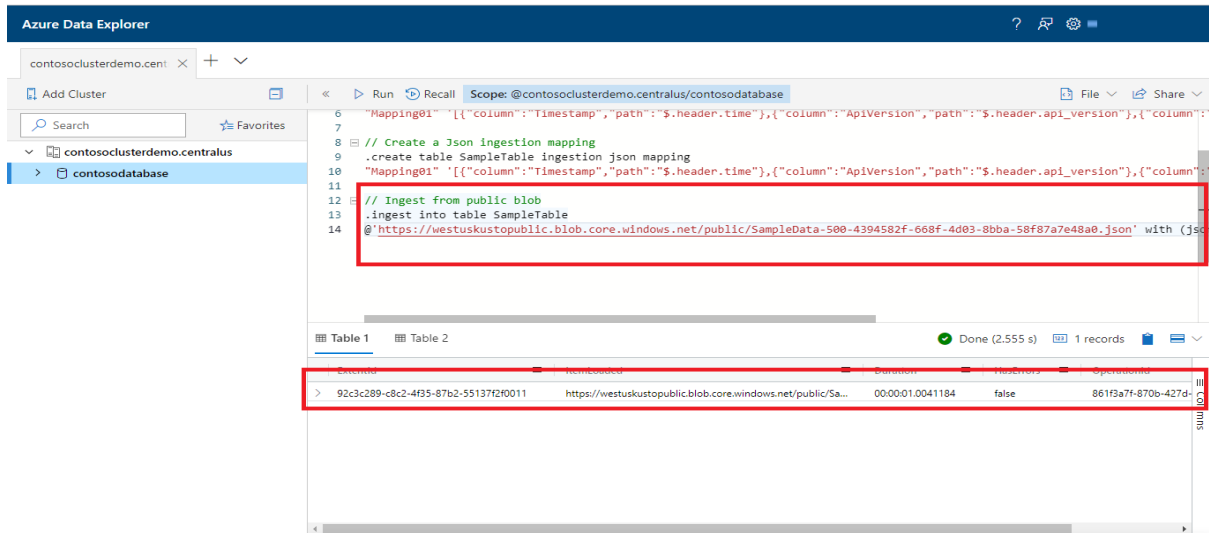 Azure Data Explorer
?
contosoclusterdemo.cent
Add Cluster
« Run Recall Scope: @contosoclusterdemo.centralus/contosodatabase File Share
Search Favorites
contosoclusterdemo.centralus
contosodatabase
6 "Mapping01" '[{"column":"Timestamp","path":"$.header.time"},{"column":"ApiVersion","path":"$.header.api_version"},{"column":"
7
8 // Create a Json ingestion mapping
9 .create table SampleTable ingestion json mapping
10 "Mapping01" '[{"column":"Timestamp","path":"$.header.time"},{"column":"ApiVersion","path":"$.header.api_version"},{"column":"
11
12 // Ingest from public blob
13 .ingest into table SampleTable
14 @'https://westuskustopublic.blob.core.windows.net/public/SampleData-500-4394582f-668f-4d03-8bba-58f87a7e48a0.json' with (jso
Table 1 Table 2 Done (2.555 s) 1 records
ExtentId ItemLoaded Duration HasErrors OperationId
92c3c289-c8c2-4f35-87b2-55137f2f0011 https://westuskustopublic.blob.core.windows.net/public/Sa... 00:00:01.0041184 false 861f3a7f-870b-427d-
Columns